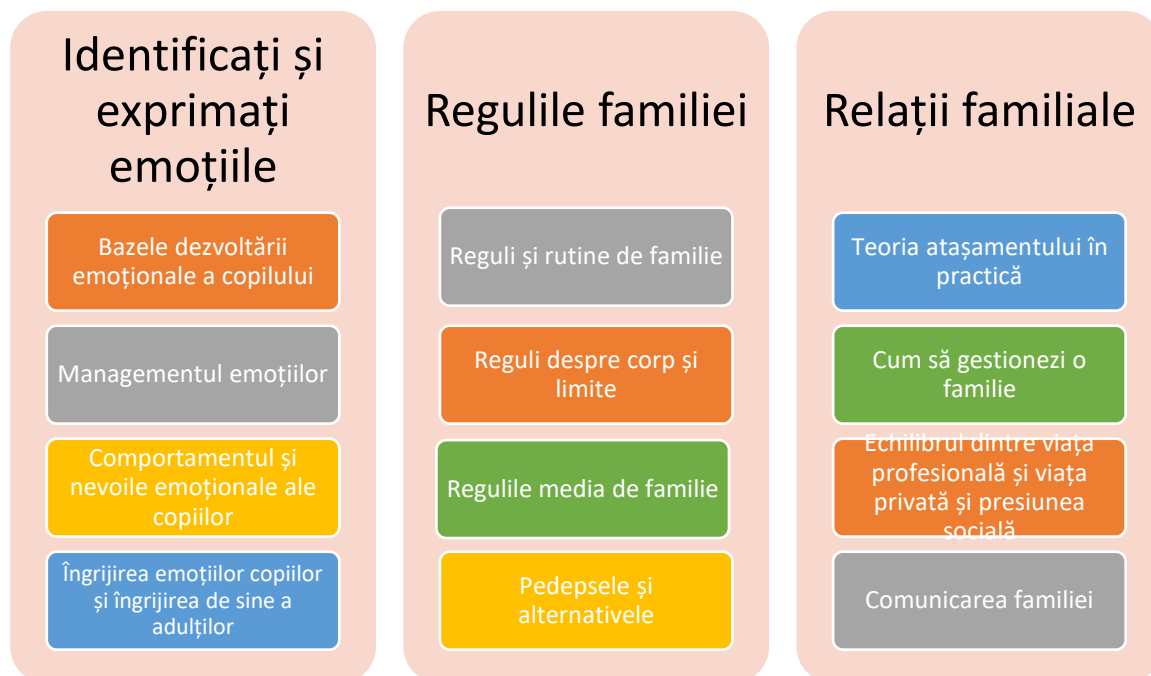 Identificați și
exprimați
emoțiile
Bazele dezvoltării
emoționale a copilului
Managementul emoțiilor
Comportamentul și
nevoile emoționale ale
copiilor
Îngrijirea emoțiilor copiilor
și îngrijirea de sine a
adulților
Regulile familiei
Reguli și rutine de familie
Reguli despre corp și
limite
Regulile media de familie
Pedepsele și
alternativele
Relații familiale
Teoria atașamentului în
practică
Cum să gestionezi o
familie
Echilibrul dintre viața
profesională și viața
privată și presiunea
socială
Comunicarea familiei